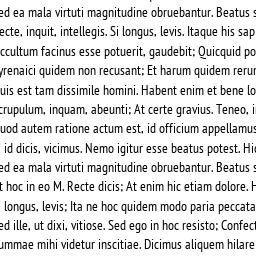 ed ea mala virtuti magnitudine obruebantur. Beatus s
ecte, inquit, intellegis. Si longus, levis. Itaque his sap
ccultum facinus esse potuerit, gaudebit; Quicquid po
yrenaici quidem non recusant; Et harum quidem rerur
uis est tam dissimile homini. Habent enim et bene lo
crupulum, inquam, abeunti; At certe gravius. Teneo, i
uod autem ratione actum est, id officium appellamus
id dicis, vicimus. Nemo igitur esse beatus potest. Hic
ed ea mala virtuti magnitudine obruebantur. Beatus s
t hoc in eo M. Recte dicis; At enim hic etiam dolore. H
longus, levis; Ita ne hoc quidem modo paria peccata
ed ille, ut dixi, vitiose. Sed ego in hoc resisto; Confect
ummae mihi videtur inscitiae. Dicimus aliquem hilare